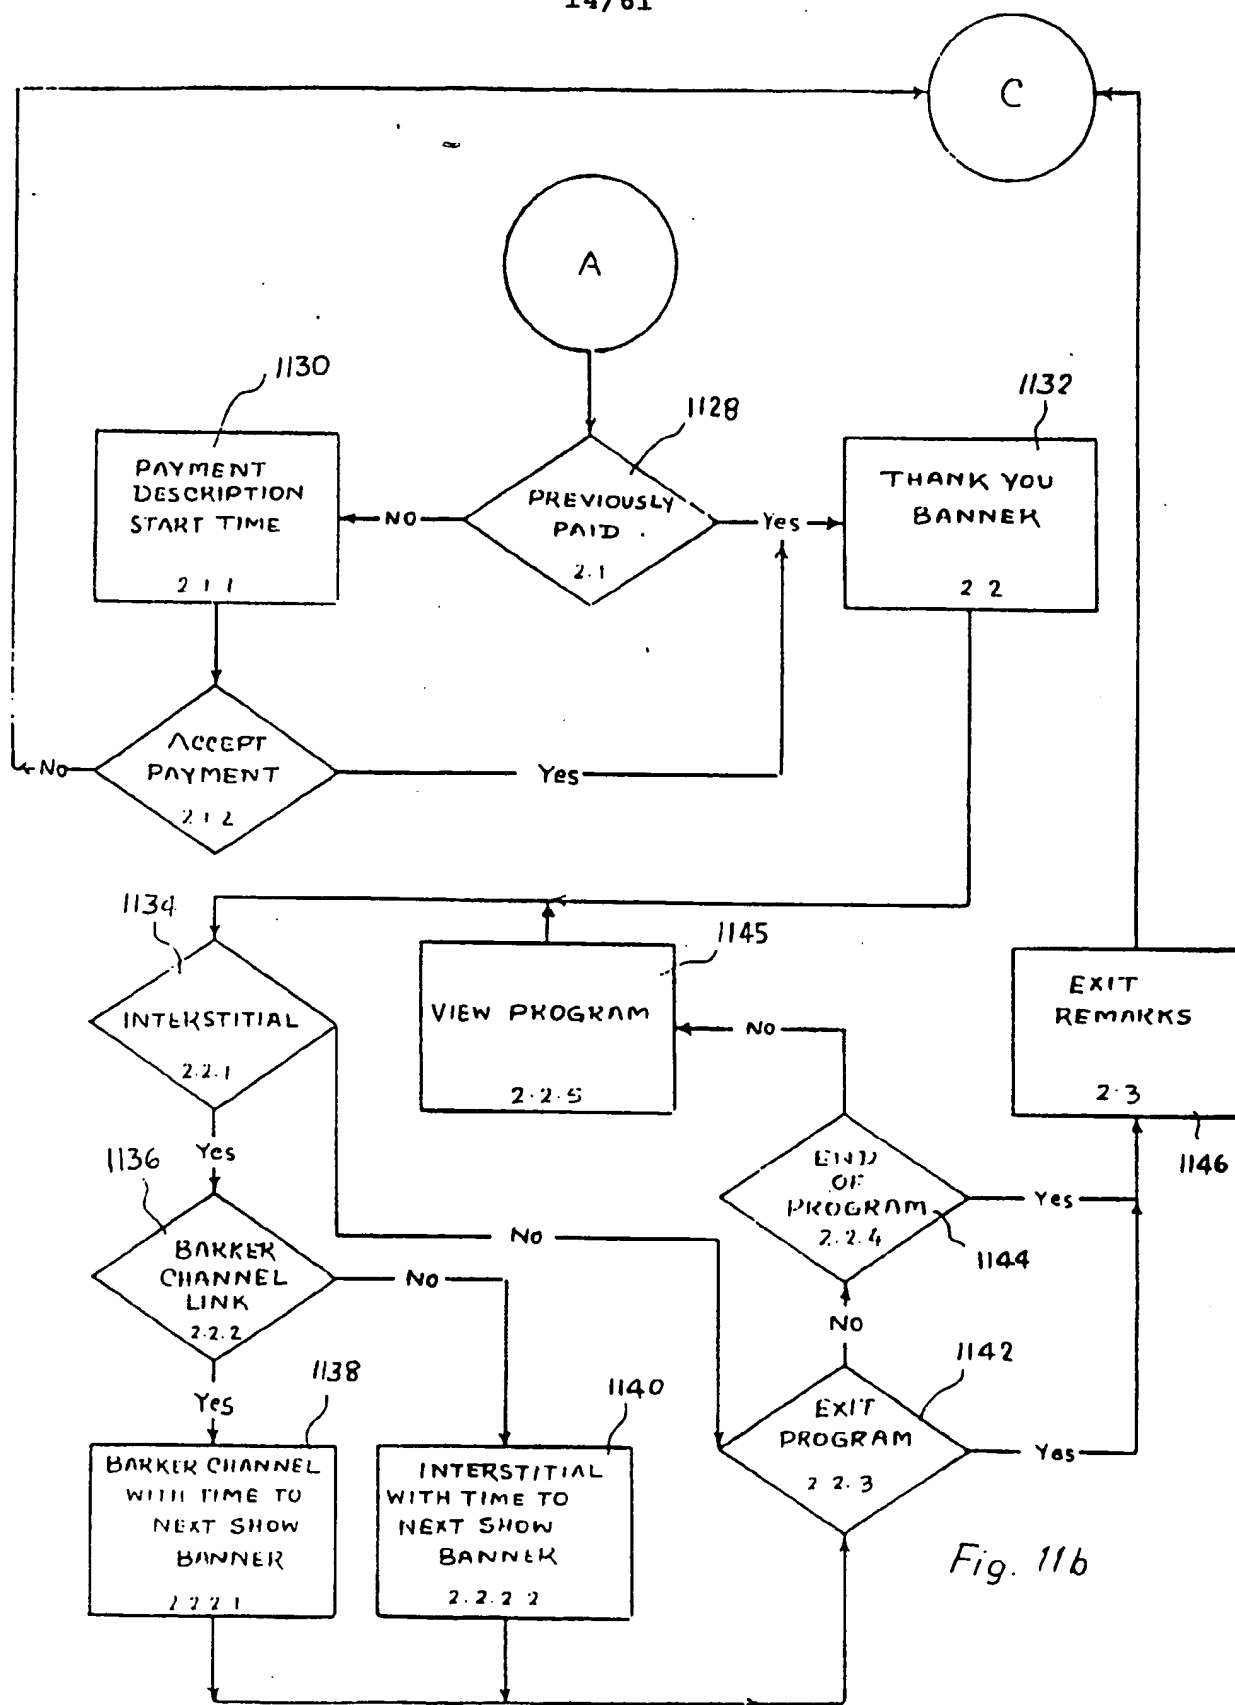 14/61
C
A
1130
1128
1132
PAYMENT
DESCRIPTION
START TIME
2 1 1
NO
PREVIOUSLY
PAID
2.1
Yes
THANK YOU
BANNER
2 2
ACCEPT
PAYMENT
2 1 2
No
Yes
1134
INTERSTITIAL
2.2.1
1145
VIEW PROGRAM
2.2.5
No
EXIT
REMARKS
2.3
1146
Yes
1136
BARKER
CHANNEL
LINK
2.2.2
No
No
END
OF
PROGRAM
2.2.4
1144
Yes
No
Yes
1138
1140
1142
BARKER CHANNEL
WITH TIME TO
NEXT SHOW
BANNER
2 2 2 1
INTERSTITIAL
WITH TIME TO
NEXT SHOW
BANNER
2.2.2 2
EXIT
PROGRAM
2 2.3
Yes
Fig. 11b